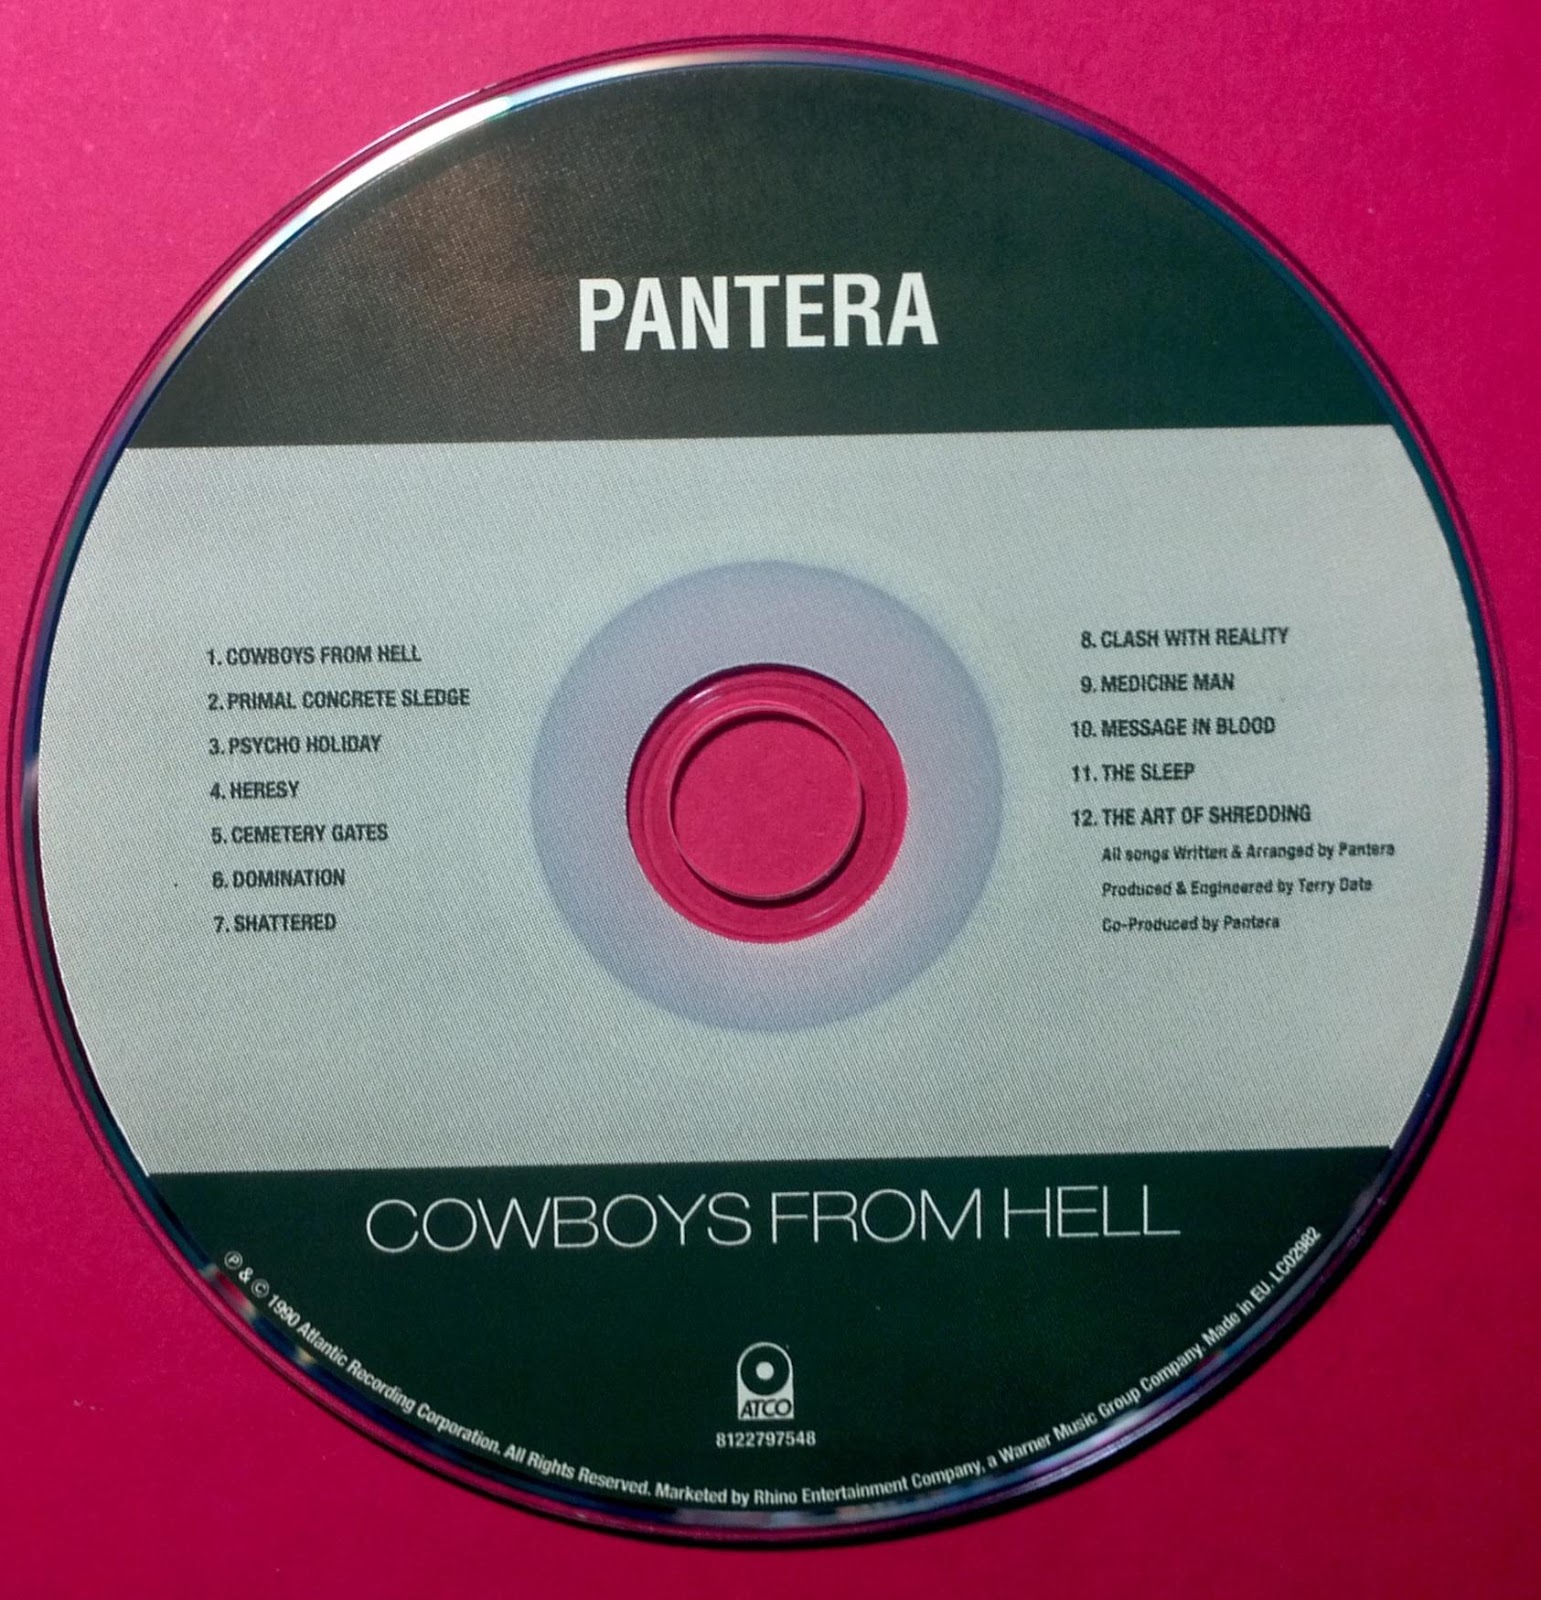 PANTERA
1. COWBOYS FROM HELL
2. PRIMAL CONCRETE SLEDGE
3. PSYCHO HOLIDAY
4. HERESY
5. CEMETERY GATES
6. DOMINATION
7. SHATTERED
8. CLASH WITH REALITY
9. MEDICINE MAN
10. MESSAGE IN BLOOD
11. THE SLEEP
12. THE ART OF SHREDDING
All songs Written & Arranged by Pantera
Produced & Engineered by Terry Date
Co-Produced by Pantera
COWBOYS FROM HELL
ATCO
8122797548
℗ & © 1990 Atlantic Recording Corporation. All Rights Reserved. Marketed by Rhino Entertainment Company, a Warner Music Group Company. Made in EU. LC02982